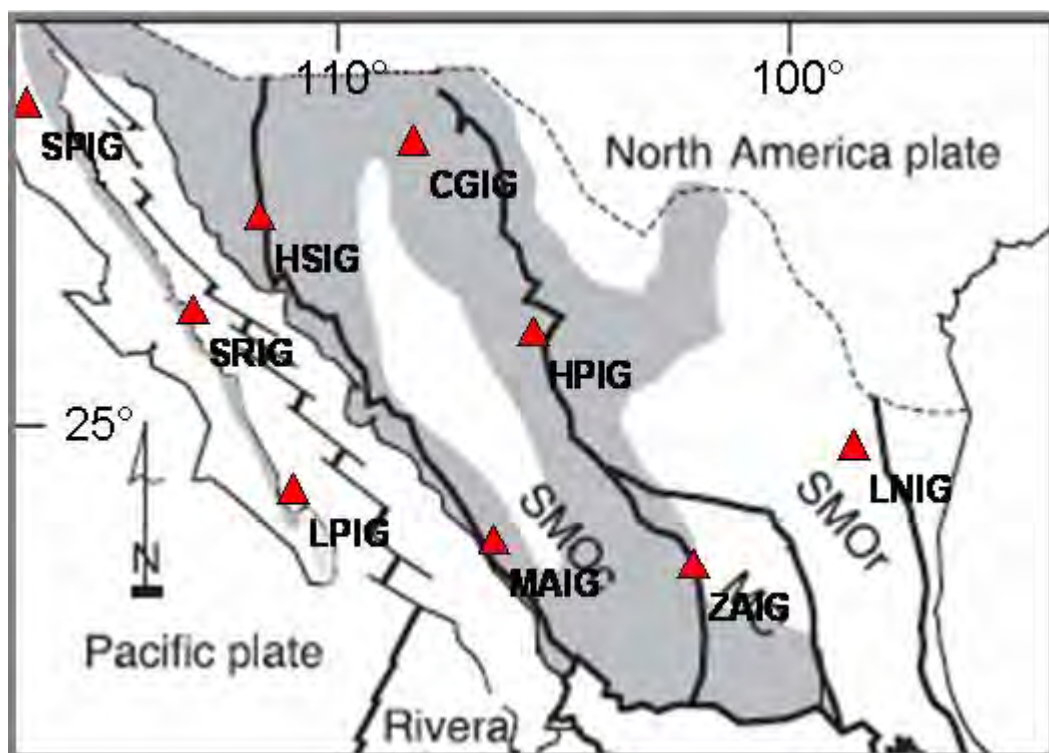 110°
100°
SPIG
CGIG
North America plate
HSIG
SRIG
HPIG
25°
LNIG
SMOr
SMOc
LPIG
N
MAIG
ZAIG
Pacific plate
Rivera